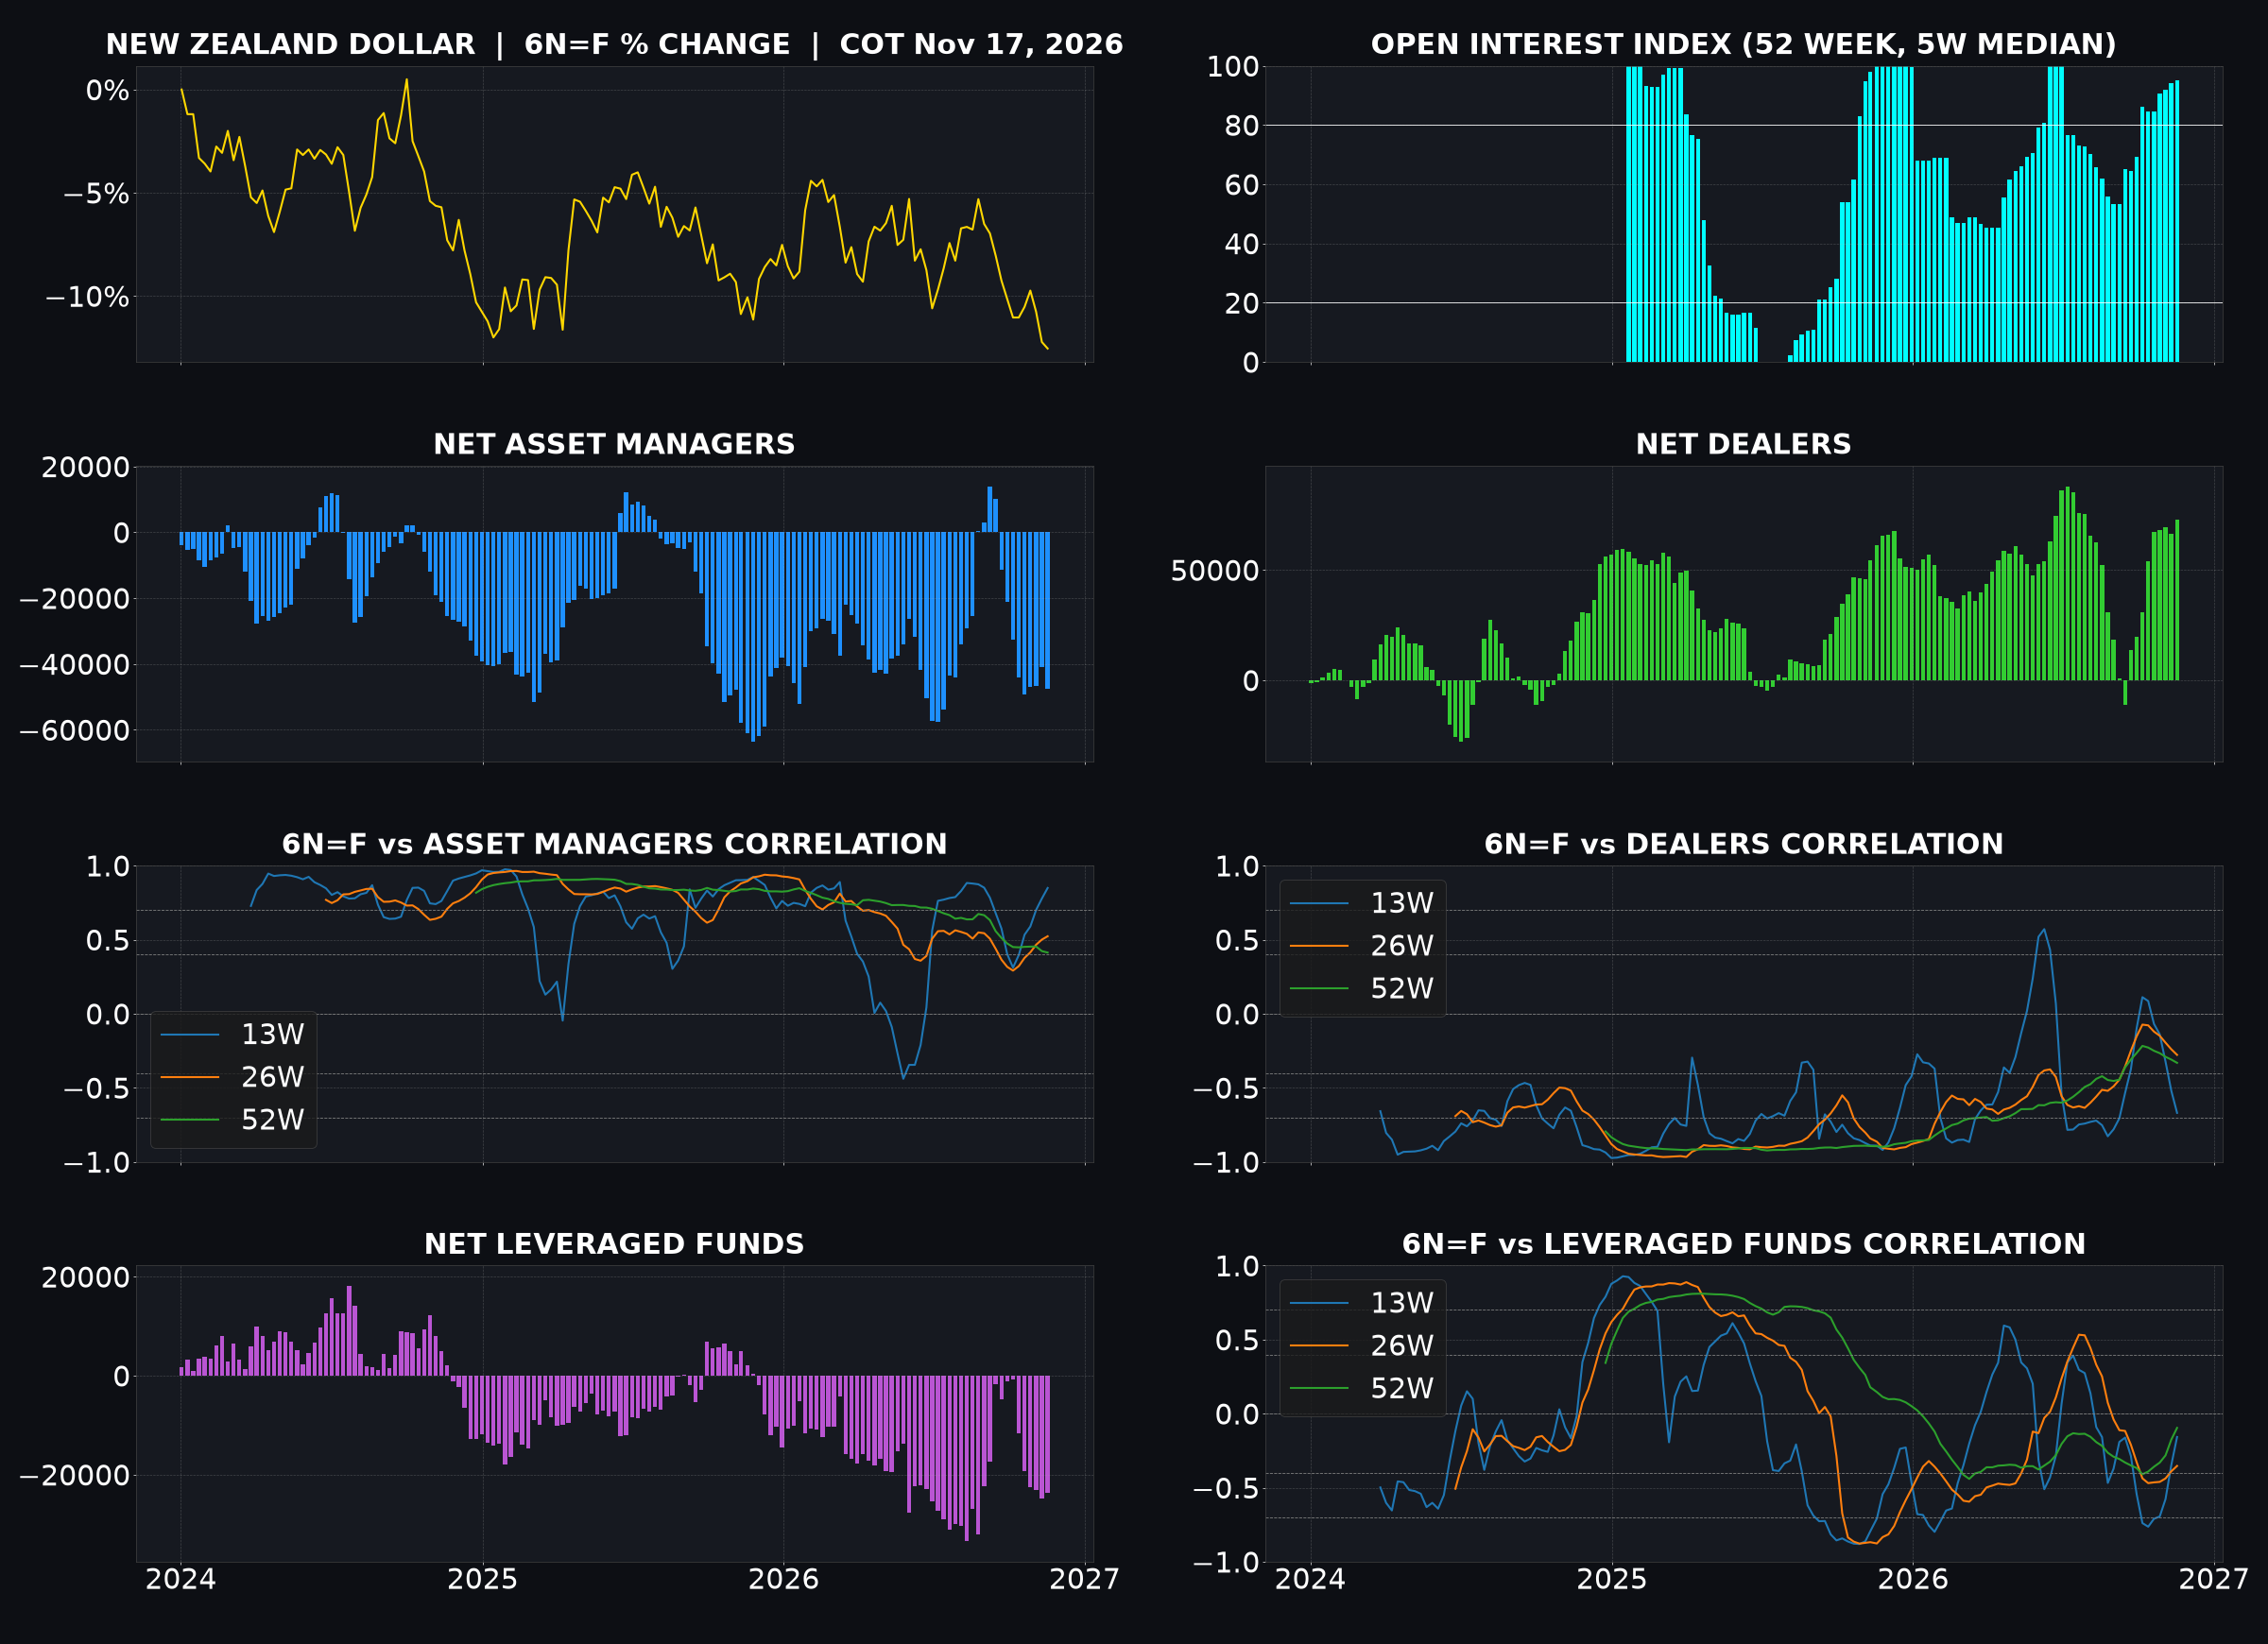 NEW ZEALAND DOLLAR | 6N=F % CHANGE | COT Nov 17, 2026
0%
−5%
−10%
OPEN INTEREST INDEX (52 WEEK, 5W MEDIAN)
100
80
60
40
20
0
NET ASSET MANAGERS
20000
0
−20000
−40000
−60000
NET DEALERS
50000
0
6N=F vs ASSET MANAGERS CORRELATION
1.0
0.5
0.0
−0.5
−1.0
13W
26W
52W
6N=F vs DEALERS CORRELATION
1.0
0.5
0.0
−0.5
−1.0
13W
26W
52W
NET LEVERAGED FUNDS
20000
0
−20000
2024
2025
2026
2027
6N=F vs LEVERAGED FUNDS CORRELATION
1.0
0.5
0.0
−0.5
−1.0
13W
26W
52W
2024
2025
2026
2027